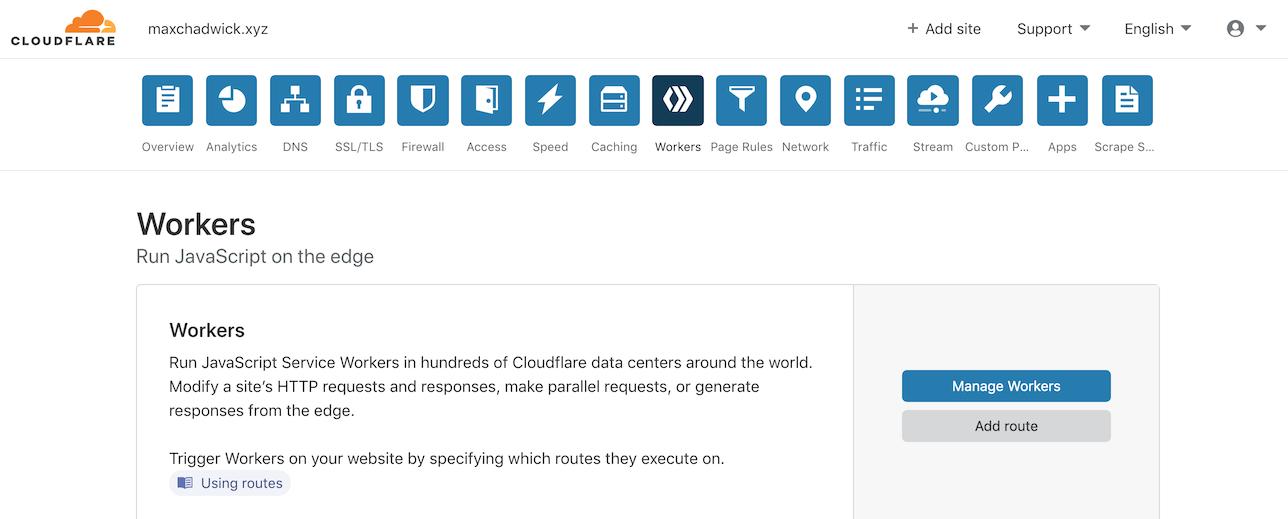 CLOUDFLARE maxchadwick.xyz + Add site Support English
Overview Analytics DNS SSL/TLS Firewall Access Speed Caching Workers Page Rules Network Traffic Stream Custom P... Apps Scrape S...
Workers
Run JavaScript on the edge
Workers
Run JavaScript Service Workers in hundreds of Cloudflare data centers around the world.
Modify a site’s HTTP requests and responses, make parallel requests, or generate
responses from the edge.
Trigger Workers on your website by specifying which routes they execute on.
Using routes
Manage Workers
Add route